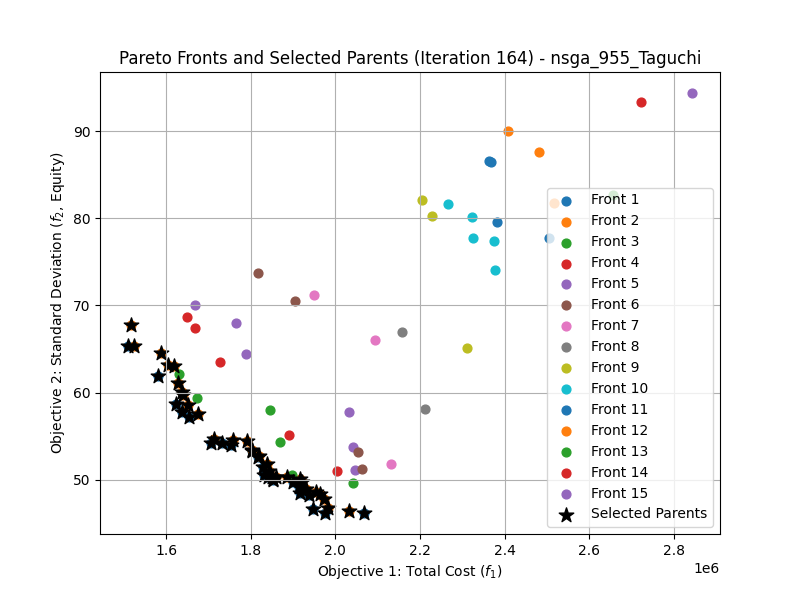 Pareto Fronts and Selected Parents (Iteration 164) - nsga_955_Taguchi
Objective 2: Standard Deviation (f₂, Equity)
90
80
70
60
50
1.6
1.8
2.0
2.2
2.4
2.6
2.8
1e6
Objective 1: Total Cost (f₁)
Front 1
Front 2
Front 3
Front 4
Front 5
Front 6
Front 7
Front 8
Front 9
Front 10
Front 11
Front 12
Front 13
Front 14
Front 15
Selected Parents